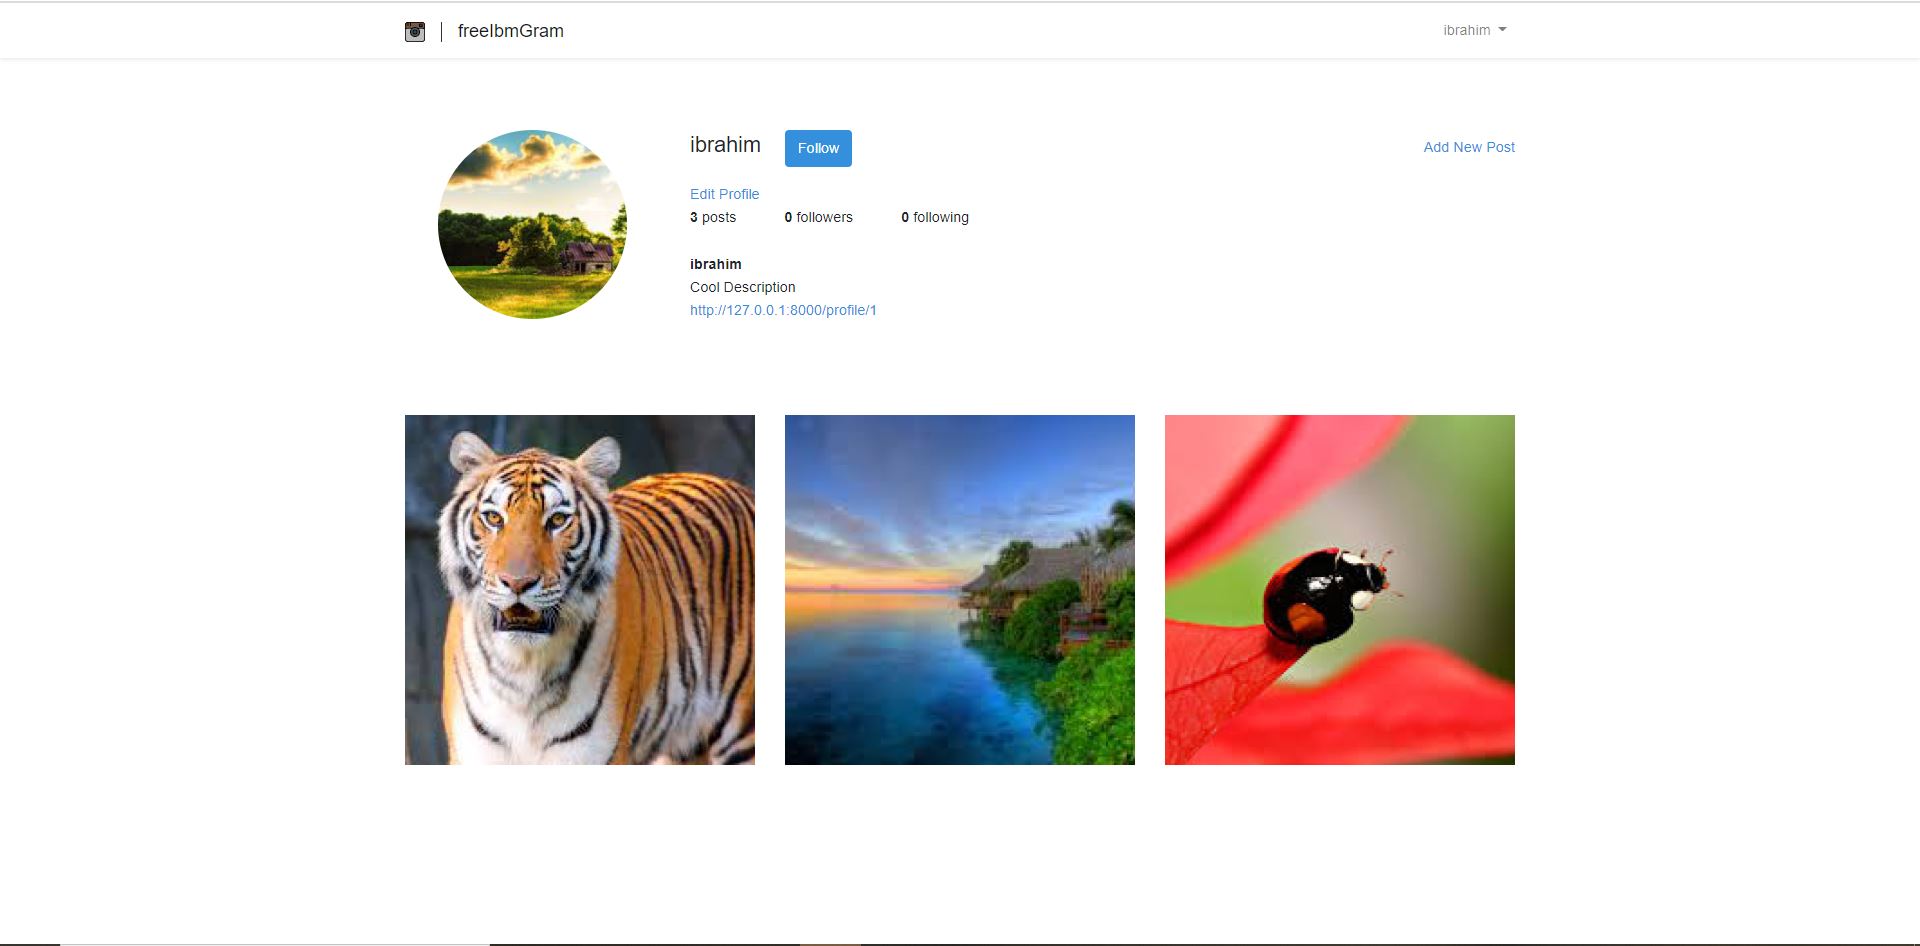 freeIbmGram
ibrahim
ibrahim Follow Add New Post
Edit Profile
3 posts 0 followers 0 following
ibrahim
Cool Description
http://127.0.0.1:8000/profile/1